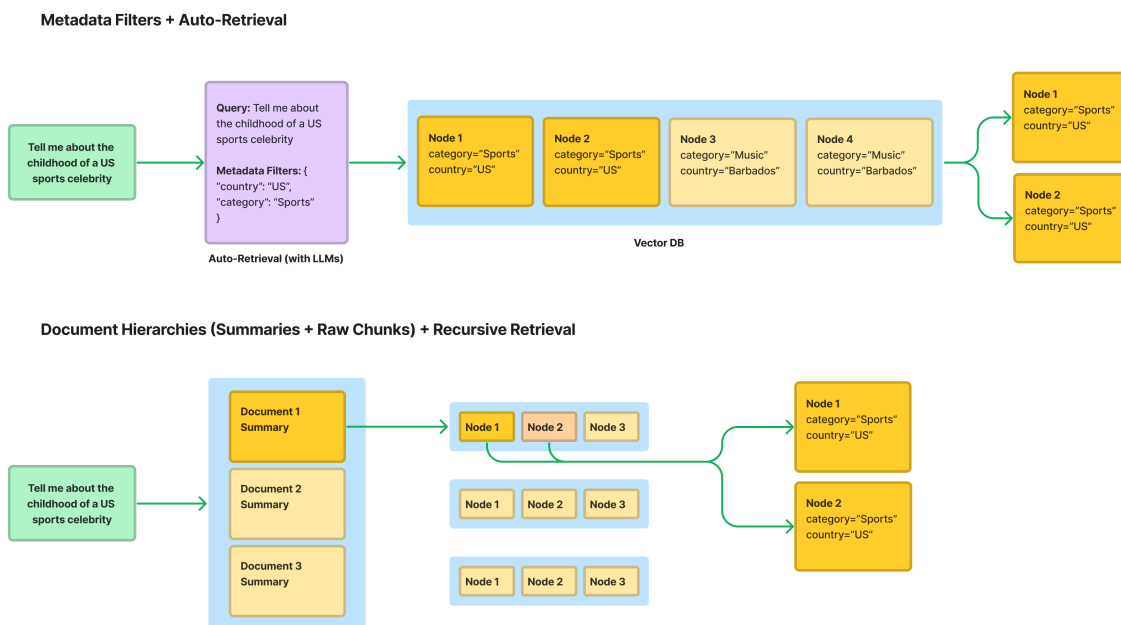 Metadata Filters + Auto-Retrieval
Tell me about the
childhood of a US
sports celebrity
Query: Tell me about
the childhood of a US
sports celebrity
Metadata Filters: {
“country”: “US”,
“category”: “Sports”
}
Auto-Retrieval (with LLMs)
Node 1
category=”Sports”
country=”US”
Node 2
category=”Sports”
country=”US”
Node 3
category=”Music”
country=”Barbados”
Node 4
category=”Music”
country=”Barbados”
Vector DB
Node 1
category=”Sports”
country=”US”
Node 2
category=”Sports”
country=”US”
Document Hierarchies (Summaries + Raw Chunks) + Recursive Retrieval
Tell me about the
childhood of a US
sports celebrity
Document 1
Summary
Document 2
Summary
Document 3
Summary
Node 1
Node 2
Node 3
Node 1
Node 2
Node 3
Node 1
Node 2
Node 3
Node 1
category=”Sports”
country=”US”
Node 2
category=”Sports”
country=”US”